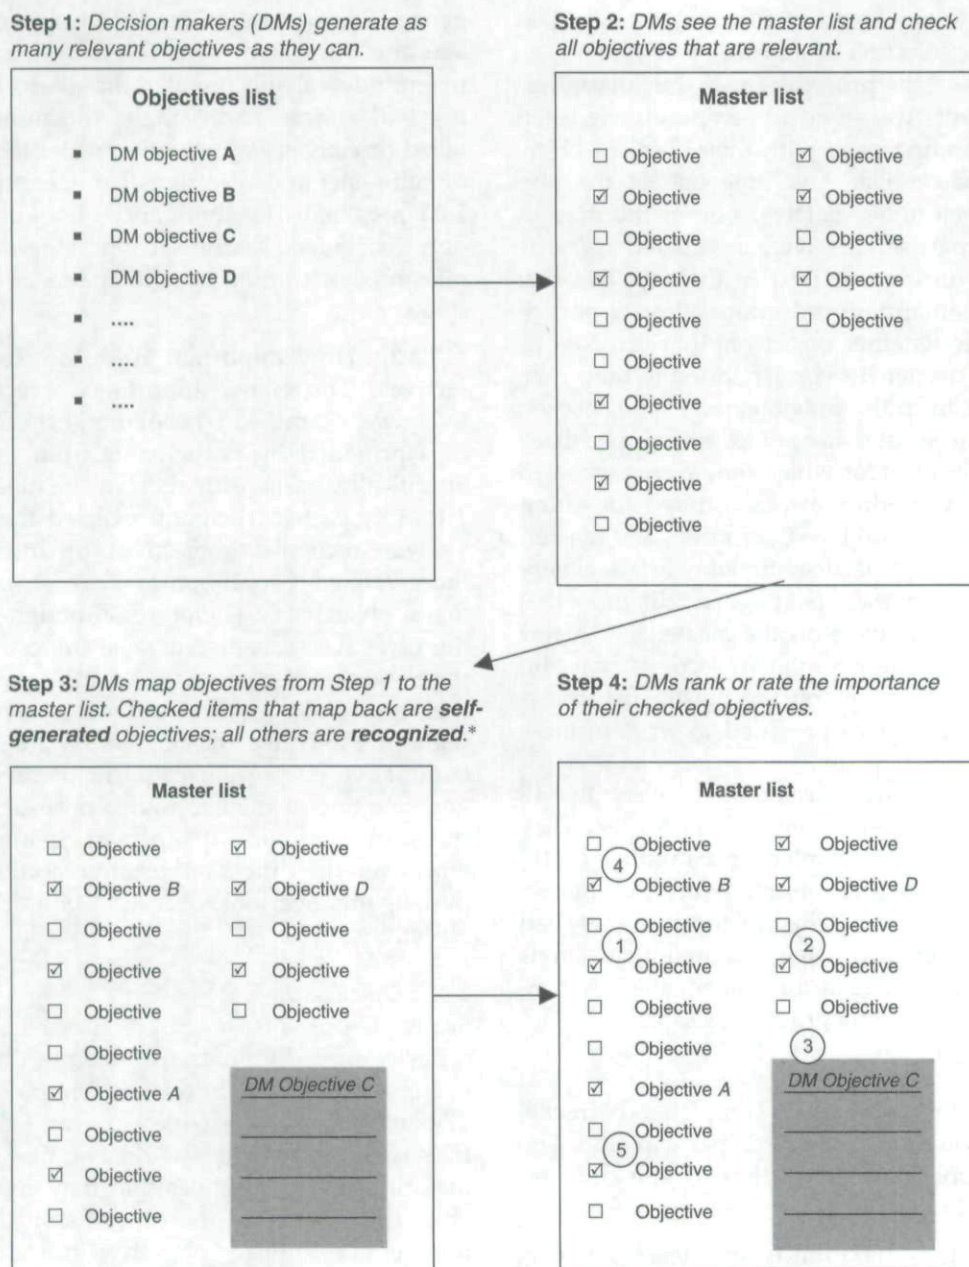 Step 1: Decision makers (DMs) generate as
many relevant objectives as they can.
Objectives list
▪ DM objective A
▪ DM objective B
▪ DM objective C
▪ DM objective D
▪ ....
▪ ....
▪ ....
Step 2: DMs see the master list and check
all objectives that are relevant.
Master list
☐ Objective ☑ Objective
☑ Objective ☑ Objective
☐ Objective ☐ Objective
☑ Objective ☑ Objective
☐ Objective ☐ Objective
☐ Objective
☑ Objective
☐ Objective
☑ Objective
☐ Objective
Step 3: DMs map objectives from Step 1 to the
master list. Checked items that map back are self-
generated objectives; all others are recognized.*
Master list
☐ Objective ☑ Objective
☑ Objective B ☑ Objective D
☐ Objective ☐ Objective
☑ Objective ☑ Objective
☐ Objective ☐ Objective
☐ Objective
☑ Objective A
☐ Objective
☑ Objective
☐ Objective
DM Objective C
Step 4: DMs rank or rate the importance
of their checked objectives.
Master list
☐ Objective ☑ Objective
4
☑ Objective B ☑ Objective D
☐ Objective ☐ Objective
1 2
☑ Objective ☑ Objective
☐ Objective ☐ Objective
☐ Objective
3
☑ Objective A
☐ Objective
5
☑ Objective
☐ Objective
DM Objective C